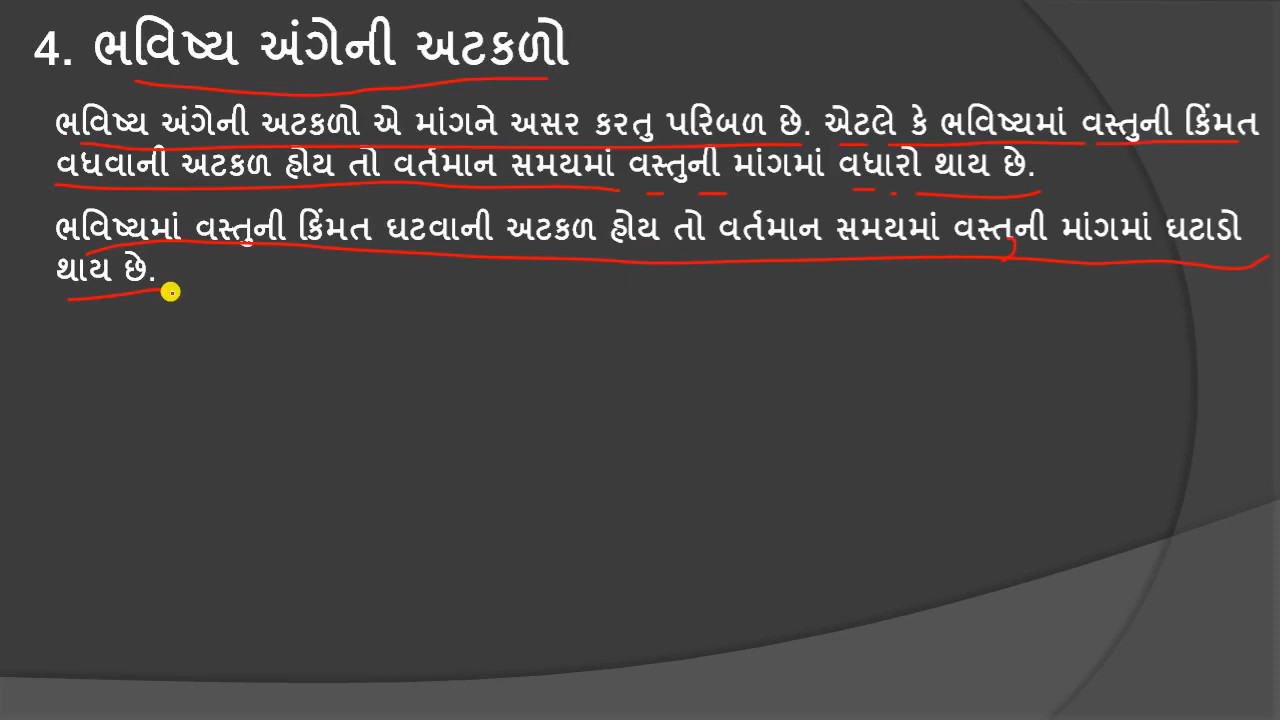 4. ભવિષ્ય અંગેની અટકળો
ભવિષ્ય અંગેની અટકળો એ માંગને અસર કરતુ પરિબળ છે. એટલે કે ભવિષ્યમાં વસ્તુની કિંમત
વધવાની અટકળ હોય તો વર્તમાન સમયમાં વસ્તુની માંગમાં વધારો થાય છે.
ભવિષ્યમાં વસ્તુની કિંમત ઘટવાની અટકળ હોય તો વર્તમાન સમયમાં વસ્તની માંગમાં ઘટાડો
થાય છે.